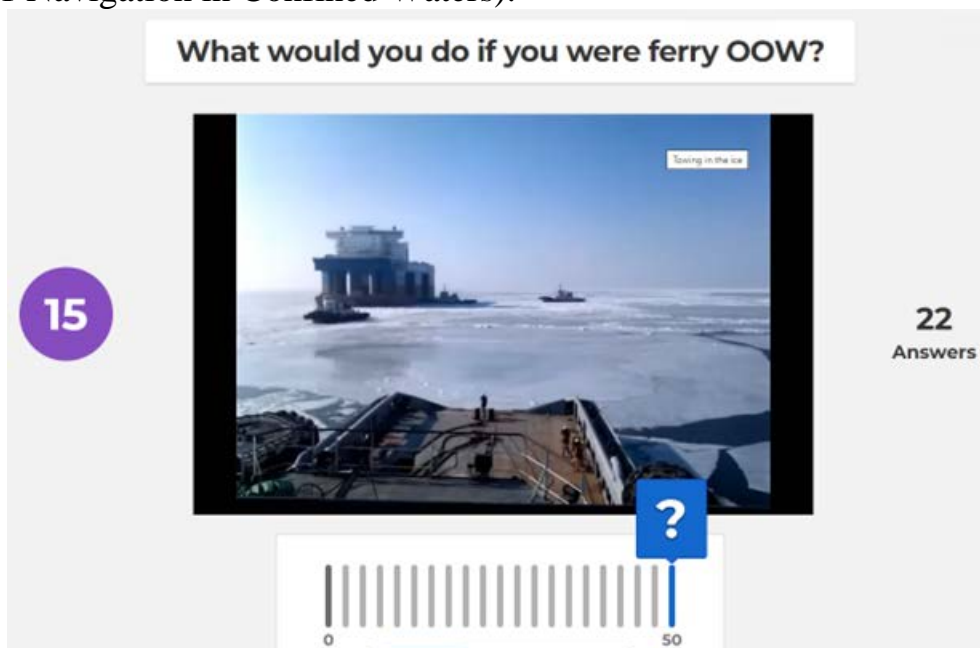 Navigation in Confined Waters).
What would you do if you were ferry OOW?
Towing in the ice
15
22
Answers
?
0
50